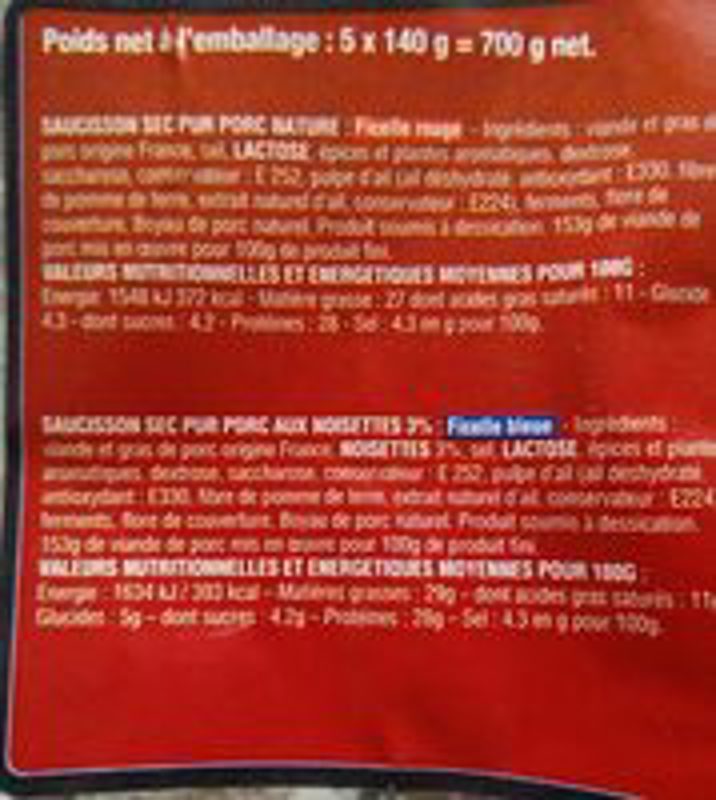 Poids net à l'emballage : 5 x 140 g = 700 g net.
SAUCISSON SEC PUR PORC NATURE : Ficelle rouge - Ingrédients : viande et gras de
porc origine France, sel, LACTOSE, épices et plantes aromatiques, dextrose,
saccharose, conservateur : E 252, pulpe d'ail (ail déshydraté, antioxydant : E330, fibre
de pomme de terre, extrait naturel d'ail, conservateur : E224), ferments, flore de
couverture. Boyau de porc naturel. Produit soumis à dessication. 153g de viande de
porc mis en œuvre pour 100g de produit fini.
VALEURS NUTRITIONNELLES ET ENERGETIQUES MOYENNES POUR 100G :
Energie : 1548 kJ 372 kcal - Matière grasse : 27 dont acides gras saturés : 11 - Glucide
4.3 - dont sucres : 4.2 - Protéines : 28 - Sel : 4.3 en g pour 100g.
SAUCISSON SEC PUR PORC AUX NOISETTES 3% : Ficelle bleue - Ingrédients :
viande et gras de porc origine France, NOISETTES 3%, sel, LACTOSE, épices et plante
aromatiques, dextrose, saccharose, conservateur : E 252, pulpe d'ail (ail déshydraté
antioxydant : E330, fibre de pomme de terre, extrait naturel d'ail, conservateur : E224
ferments, flore de couverture. Boyau de porc naturel. Produit soumis à dessication.
153g de viande de porc mis en œuvre pour 100g de produit fini.
VALEURS NUTRITIONNELLES ET ENERGETIQUES MOYENNES POUR 100G :
Energie : 1634 kJ / 393 kcal - Matières grasses : 29g - dont acides gras saturés : 11g
Glucides : 5g - dont sucres : 4.2g - Protéines : 28g - Sel : 4.3 en g pour 100g.